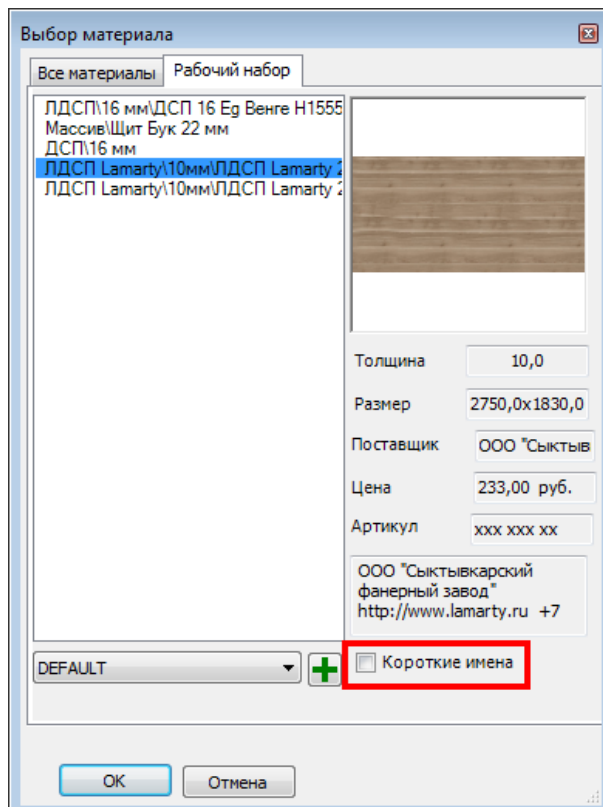 Выбор материала
Все материалы
Рабочий набор
ЛДСП\16 мм\ДСП 16 Eg Венге H1555
Массив\Щит Бук 22 мм
ДСП\16 мм
ЛДСП Lamarty\10мм\ЛДСП Lamarty 2
ЛДСП Lamarty\10мм\ЛДСП Lamarty 2
Толщина
10,0
Размер
2750,0x1830,0
Поставщик
ООО "Сыктыв
Цена
233,00 руб.
Артикул
xxx xxx xx
ООО "Сыктывкарский
фанерный завод"
http://www.lamarty.ru +7
DEFAULT
Короткие имена
OK
Отмена